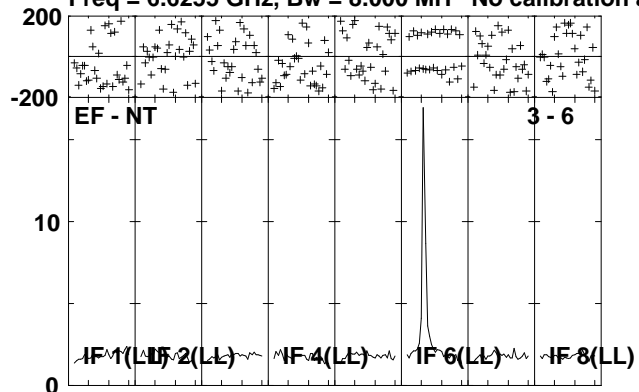 Freq = 6.6255 GHz, Bw = 8.000 MH No calibration a
200
-200
EF - NT 3 - 6
10
IF 1(LL) IF 2(LL) IF 4(LL) IF 6(LL) IF 8(LL)
0